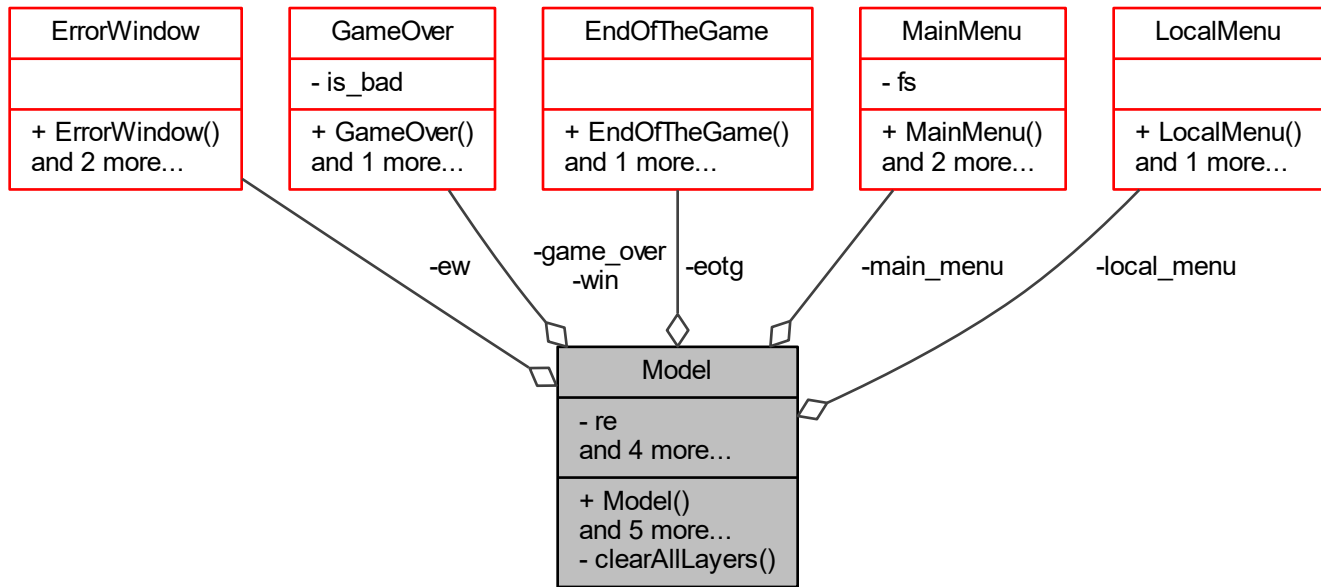 ErrorWindow
+ ErrorWindow()
and 2 more...
GameOver
- is_bad
+ GameOver()
and 1 more...
EndOfTheGame
+ EndOfTheGame()
and 1 more...
MainMenu
- fs
+ MainMenu()
and 2 more...
LocalMenu
+ LocalMenu()
and 1 more...
-ew
-game_over
-win
-eotg
-main_menu
-local_menu
Model
- re
and 4 more...
+ Model()
and 5 more...
- clearAllLayers()